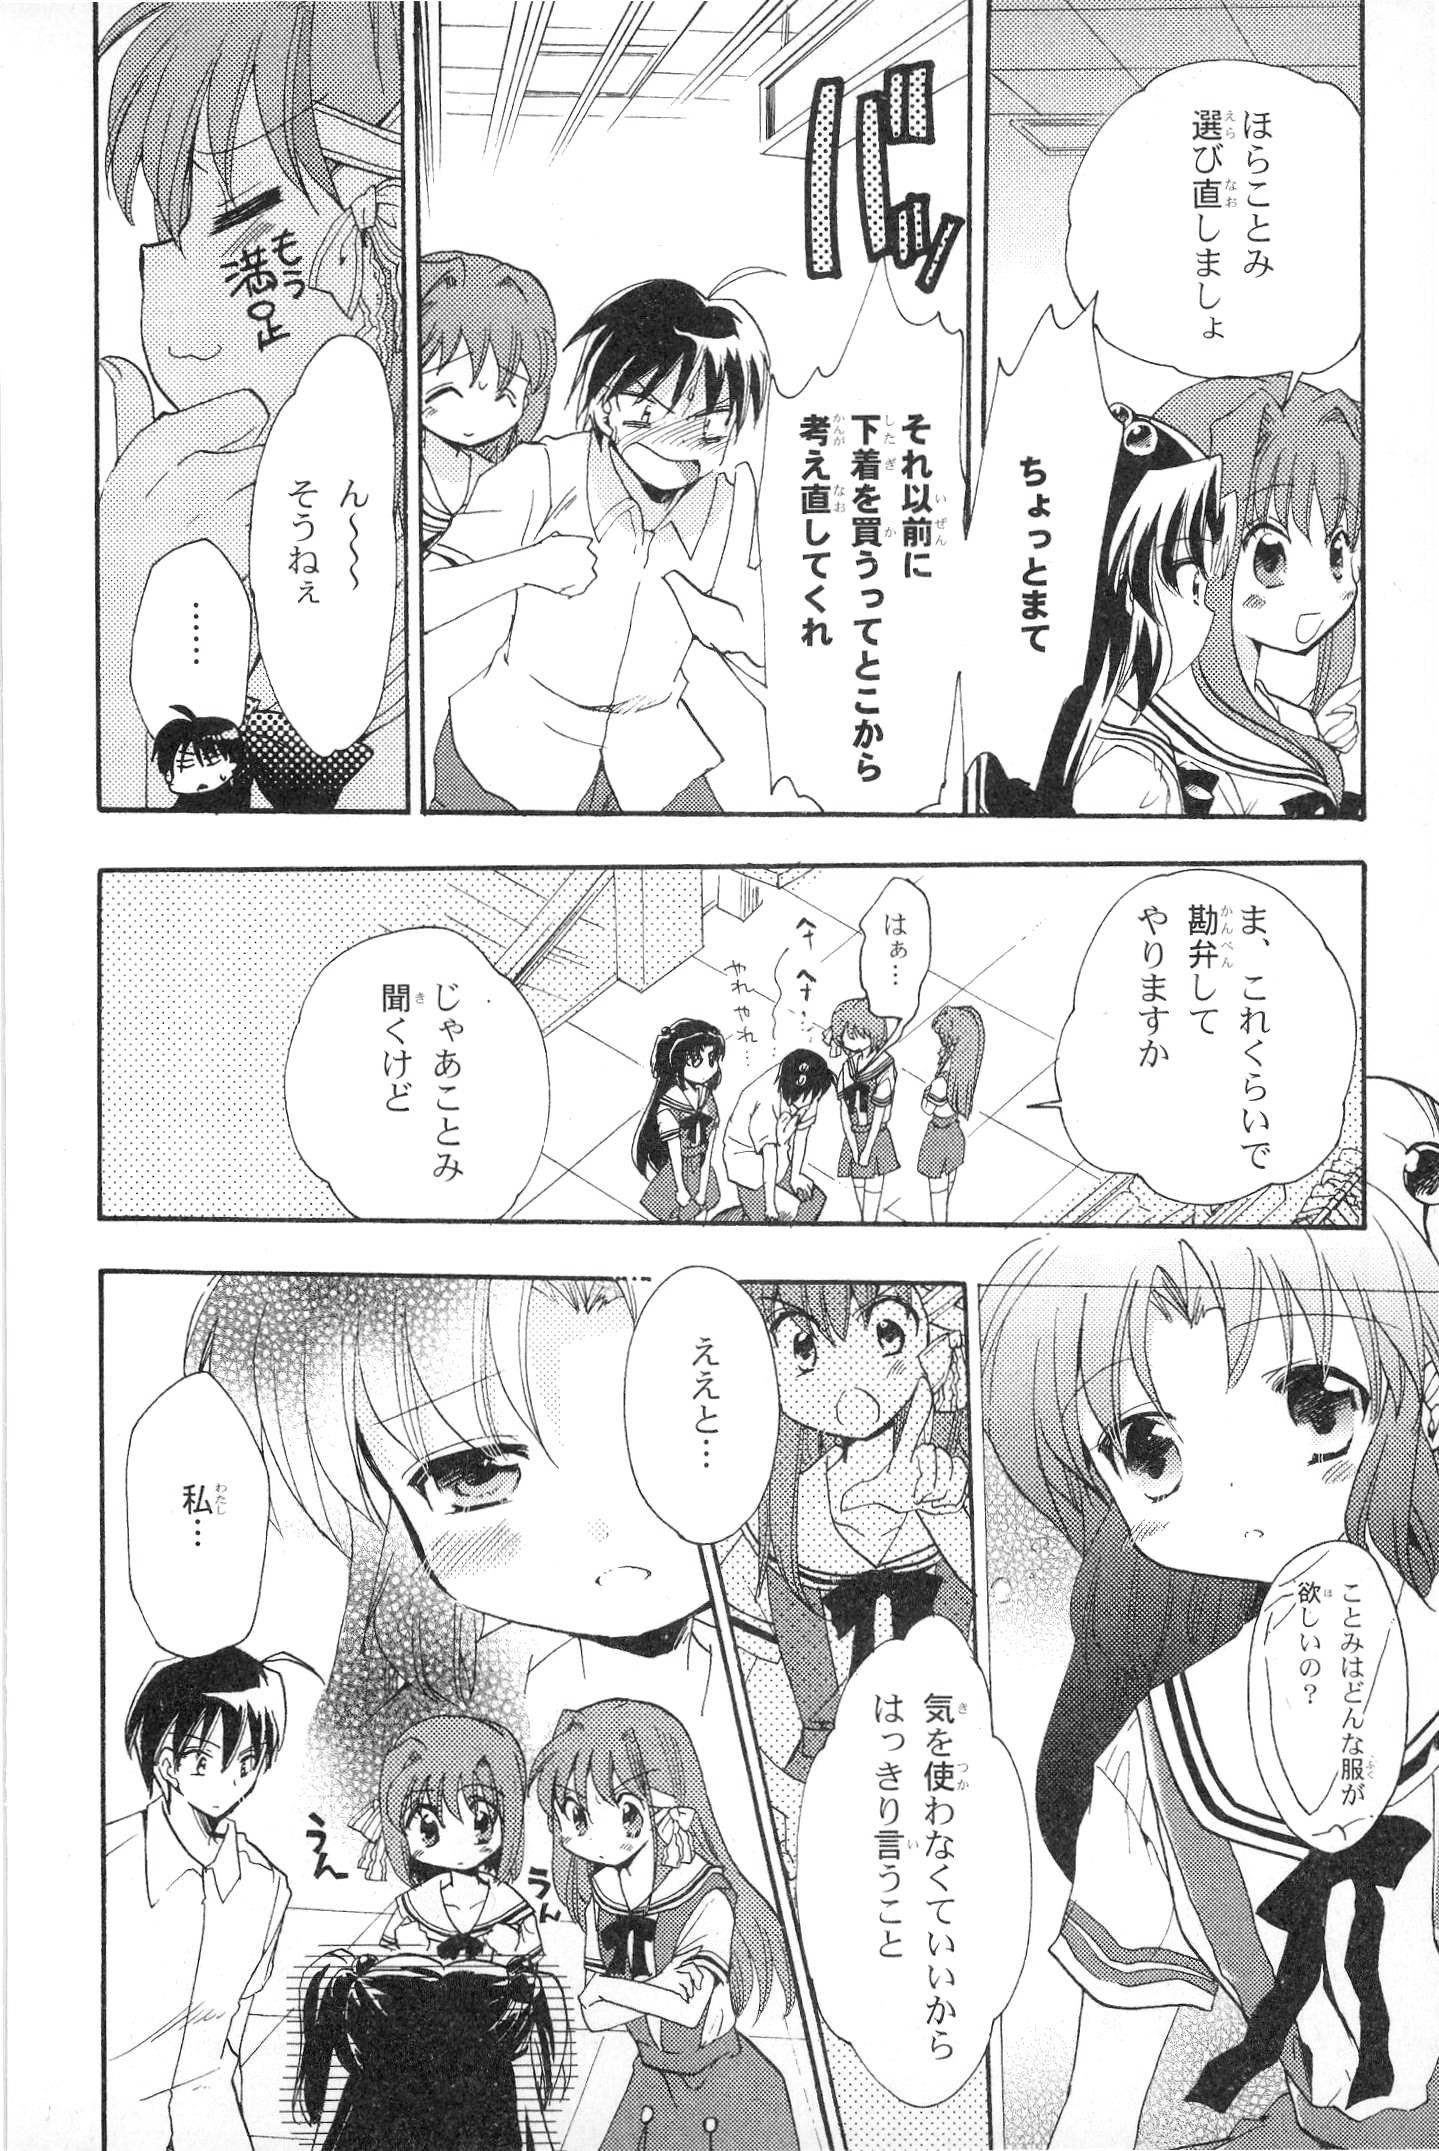 ほらことみ
選び直しましょ
ちょっとまて
バッ
それ以前に
下着を買うってとこから
考え直してくれ
もう
満足
ん〜〜〜
そうねぇ
……
ま、これくらいで
勘弁して
やりますか
はぁ…
ヘナ
ヘナ
やれ
やれ…
じゃあことみ
聞くけど
ことみはどんな服が
欲しいの?
気を使わなくていいから
はっきり言うこと
ええと…
私…
うん
うん